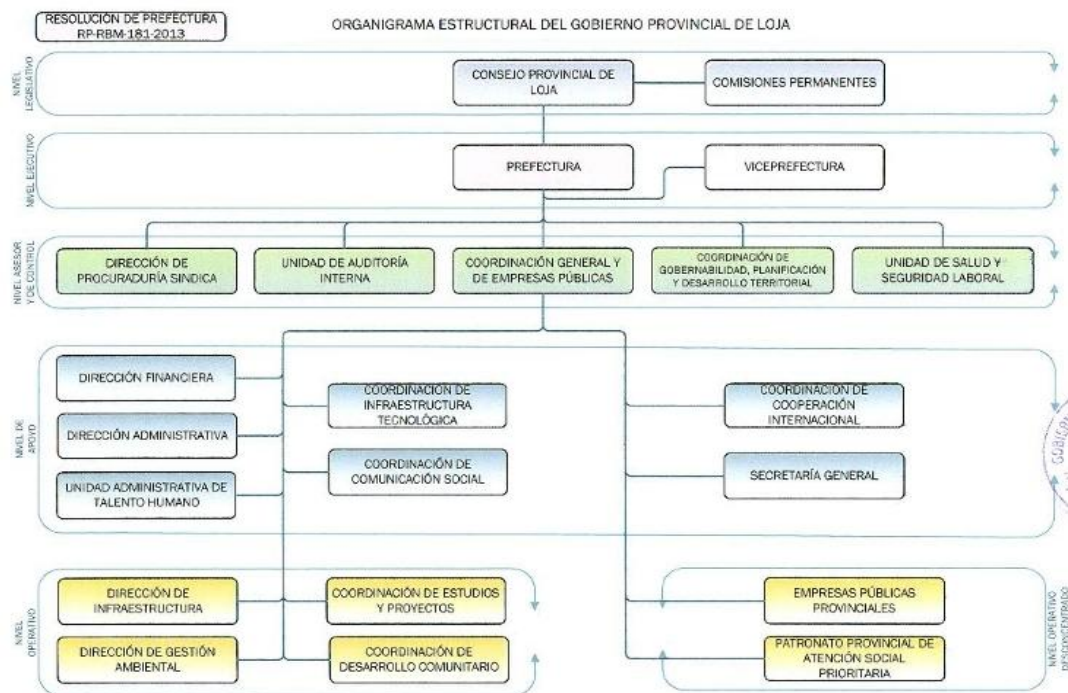 RESOLUCIÓN DE PREFECTURA
RP-RBM-181-2013
ORGANIGRAMA ESTRUCTURAL DEL GOBIERNO PROVINCIAL DE LOJA
NIVEL
LEGISLATIVO
CONSEJO PROVINCIAL DE
LOJA
COMISIONES PERMANENTES
NIVEL EJECUTIVO
PREFECTURA
VICEPREFECTURA
NIVEL ASESOR
Y DE CONTROL
DIRECCIÓN DE
PROCURADURÍA SINDICA
UNIDAD DE AUDITORÍA
INTERNA
COORDINACIÓN GENERAL Y
DE EMPRESAS PÚBLICAS
COORDINACIÓN DE
GOBERNABILIDAD, PLANIFICACIÓN
Y DESARROLLO TERRITORIAL
UNIDAD DE SALUD Y
SEGURIDAD LABORAL
NIVEL DE
APOYO
DIRECCIÓN FINANCIERA
DIRECCIÓN ADMINISTRATIVA
UNIDAD ADMINISTRATIVA DE
TALENTO HUMANO
COORDINACION DE
INFRAESTRUCTURA
TECNOLÓGICA
COORDINACIÓN DE
COMUNICACIÓN SOCIAL
COORDINACION DE
COOPERACIÓN
INTERNACIONAL
SECRETARÍA GENERAL
NIVEL
OPERATIVO
DIRECCIÓN DE
INFRAESTRUCTURA
COORDINACIÓN DE ESTUDIOS
Y PROYECTOS
DIRECCIÓN DE GESTIÓN
AMBIENTAL
COORDINACIÓN DE
DESARROLLO COMUNITARIO
EMPRESAS PÚBLICAS
PROVINCIALES
PATRONATO PROVINCIAL DE
ATENCIÓN SOCIAL
PRIORITARIA
NIVEL OPERATIVO
DESCONCENTRADO